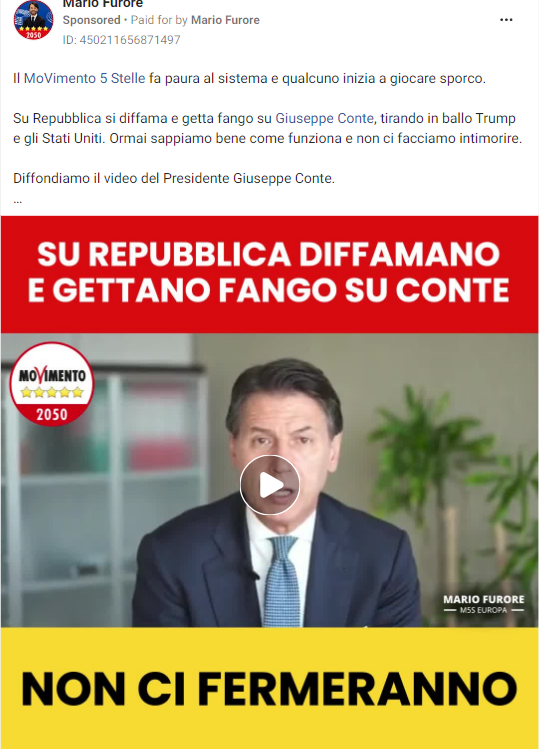 Mario Furore
Sponsored • Paid for by Mario Furore
ID: 450211656871497
Il MoVimento 5 Stelle fa paura al sistema e qualcuno inizia a giocare sporco.
Su Repubblica si diffama e getta fango su Giuseppe Conte, tirando in ballo Trump
e gli Stati Uniti. Ormai sappiamo bene come funziona e non ci facciamo intimorire.
Diffondiamo il video del Presidente Giuseppe Conte.
...
SU REPUBBLICA DIFFAMANO
E GETTANO FANGO SU CONTE
MOVIMENTO
2050
MARIO FURORE
M5S EUROPA
NON CI FERMERANNO